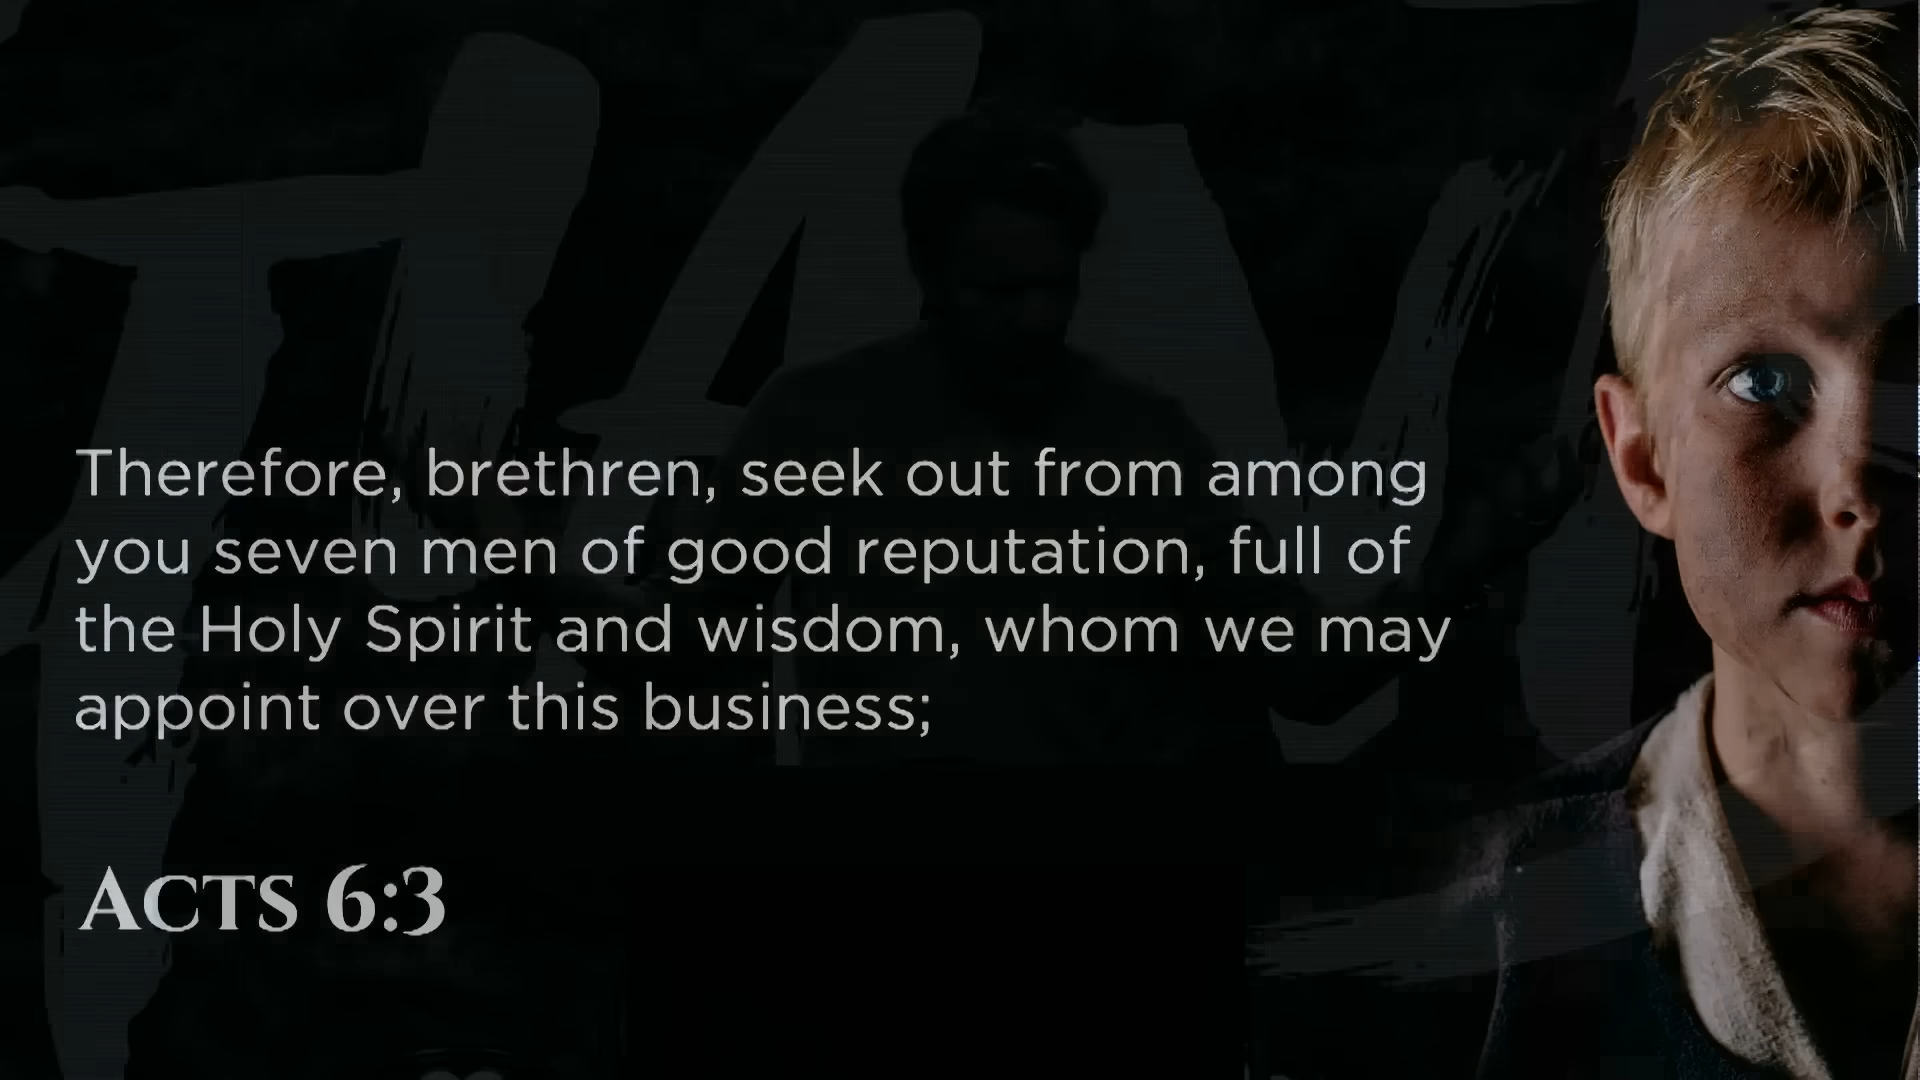 Therefore, brethren, seek out from among
you seven men of good reputation, full of
the Holy Spirit and wisdom, whom we may
appoint over this business;
ACTS 6:3